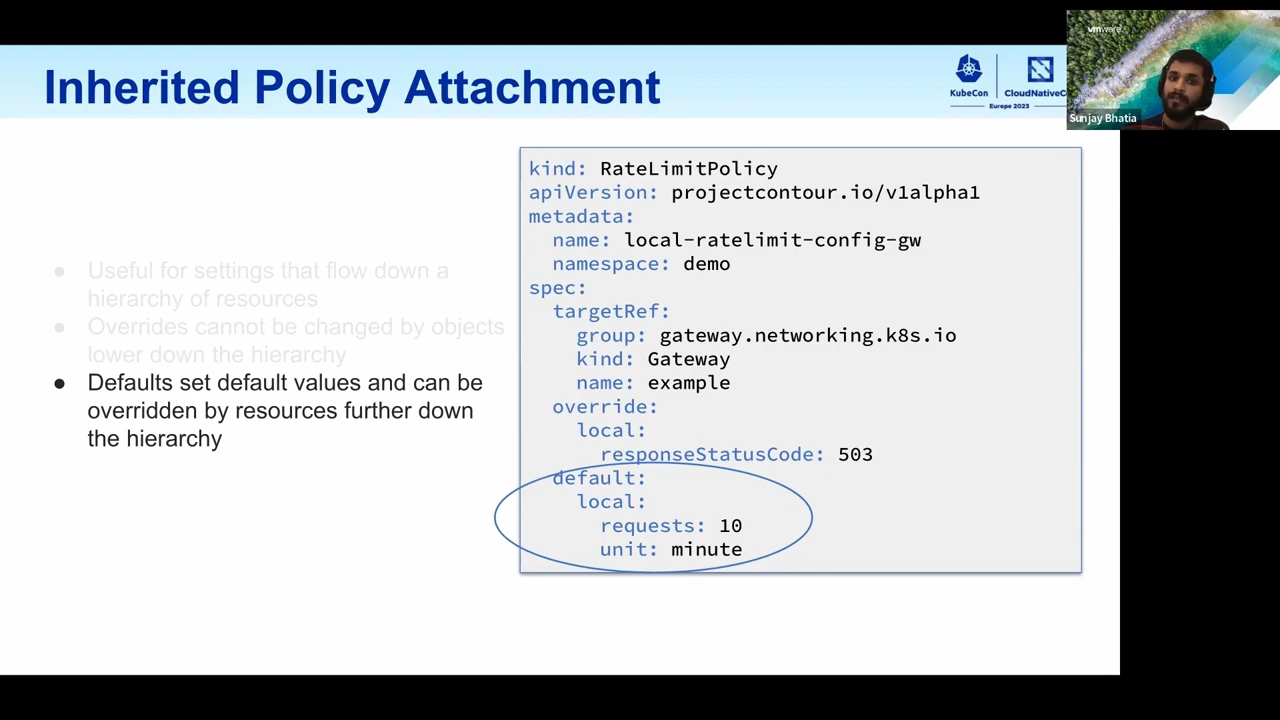 Inherited Policy Attachment
KubeCon
CloudNativeC
Europe 2023
vmware
Sunjay Bhatia
● Useful for settings that flow down a
hierarchy of resources
● Overrides cannot be changed by objects
lower down the hierarchy
● Defaults set default values and can be
overridden by resources further down
the hierarchy
kind: RateLimitPolicy
apiVersion: projectcontour.io/v1alpha1
metadata:
  name: local-ratelimit-config-gw
  namespace: demo
spec:
  targetRef:
    group: gateway.networking.k8s.io
    kind: Gateway
    name: example
  override:
    local:
      responseStatusCode: 503
  default:
    local:
      requests: 10
      unit: minute